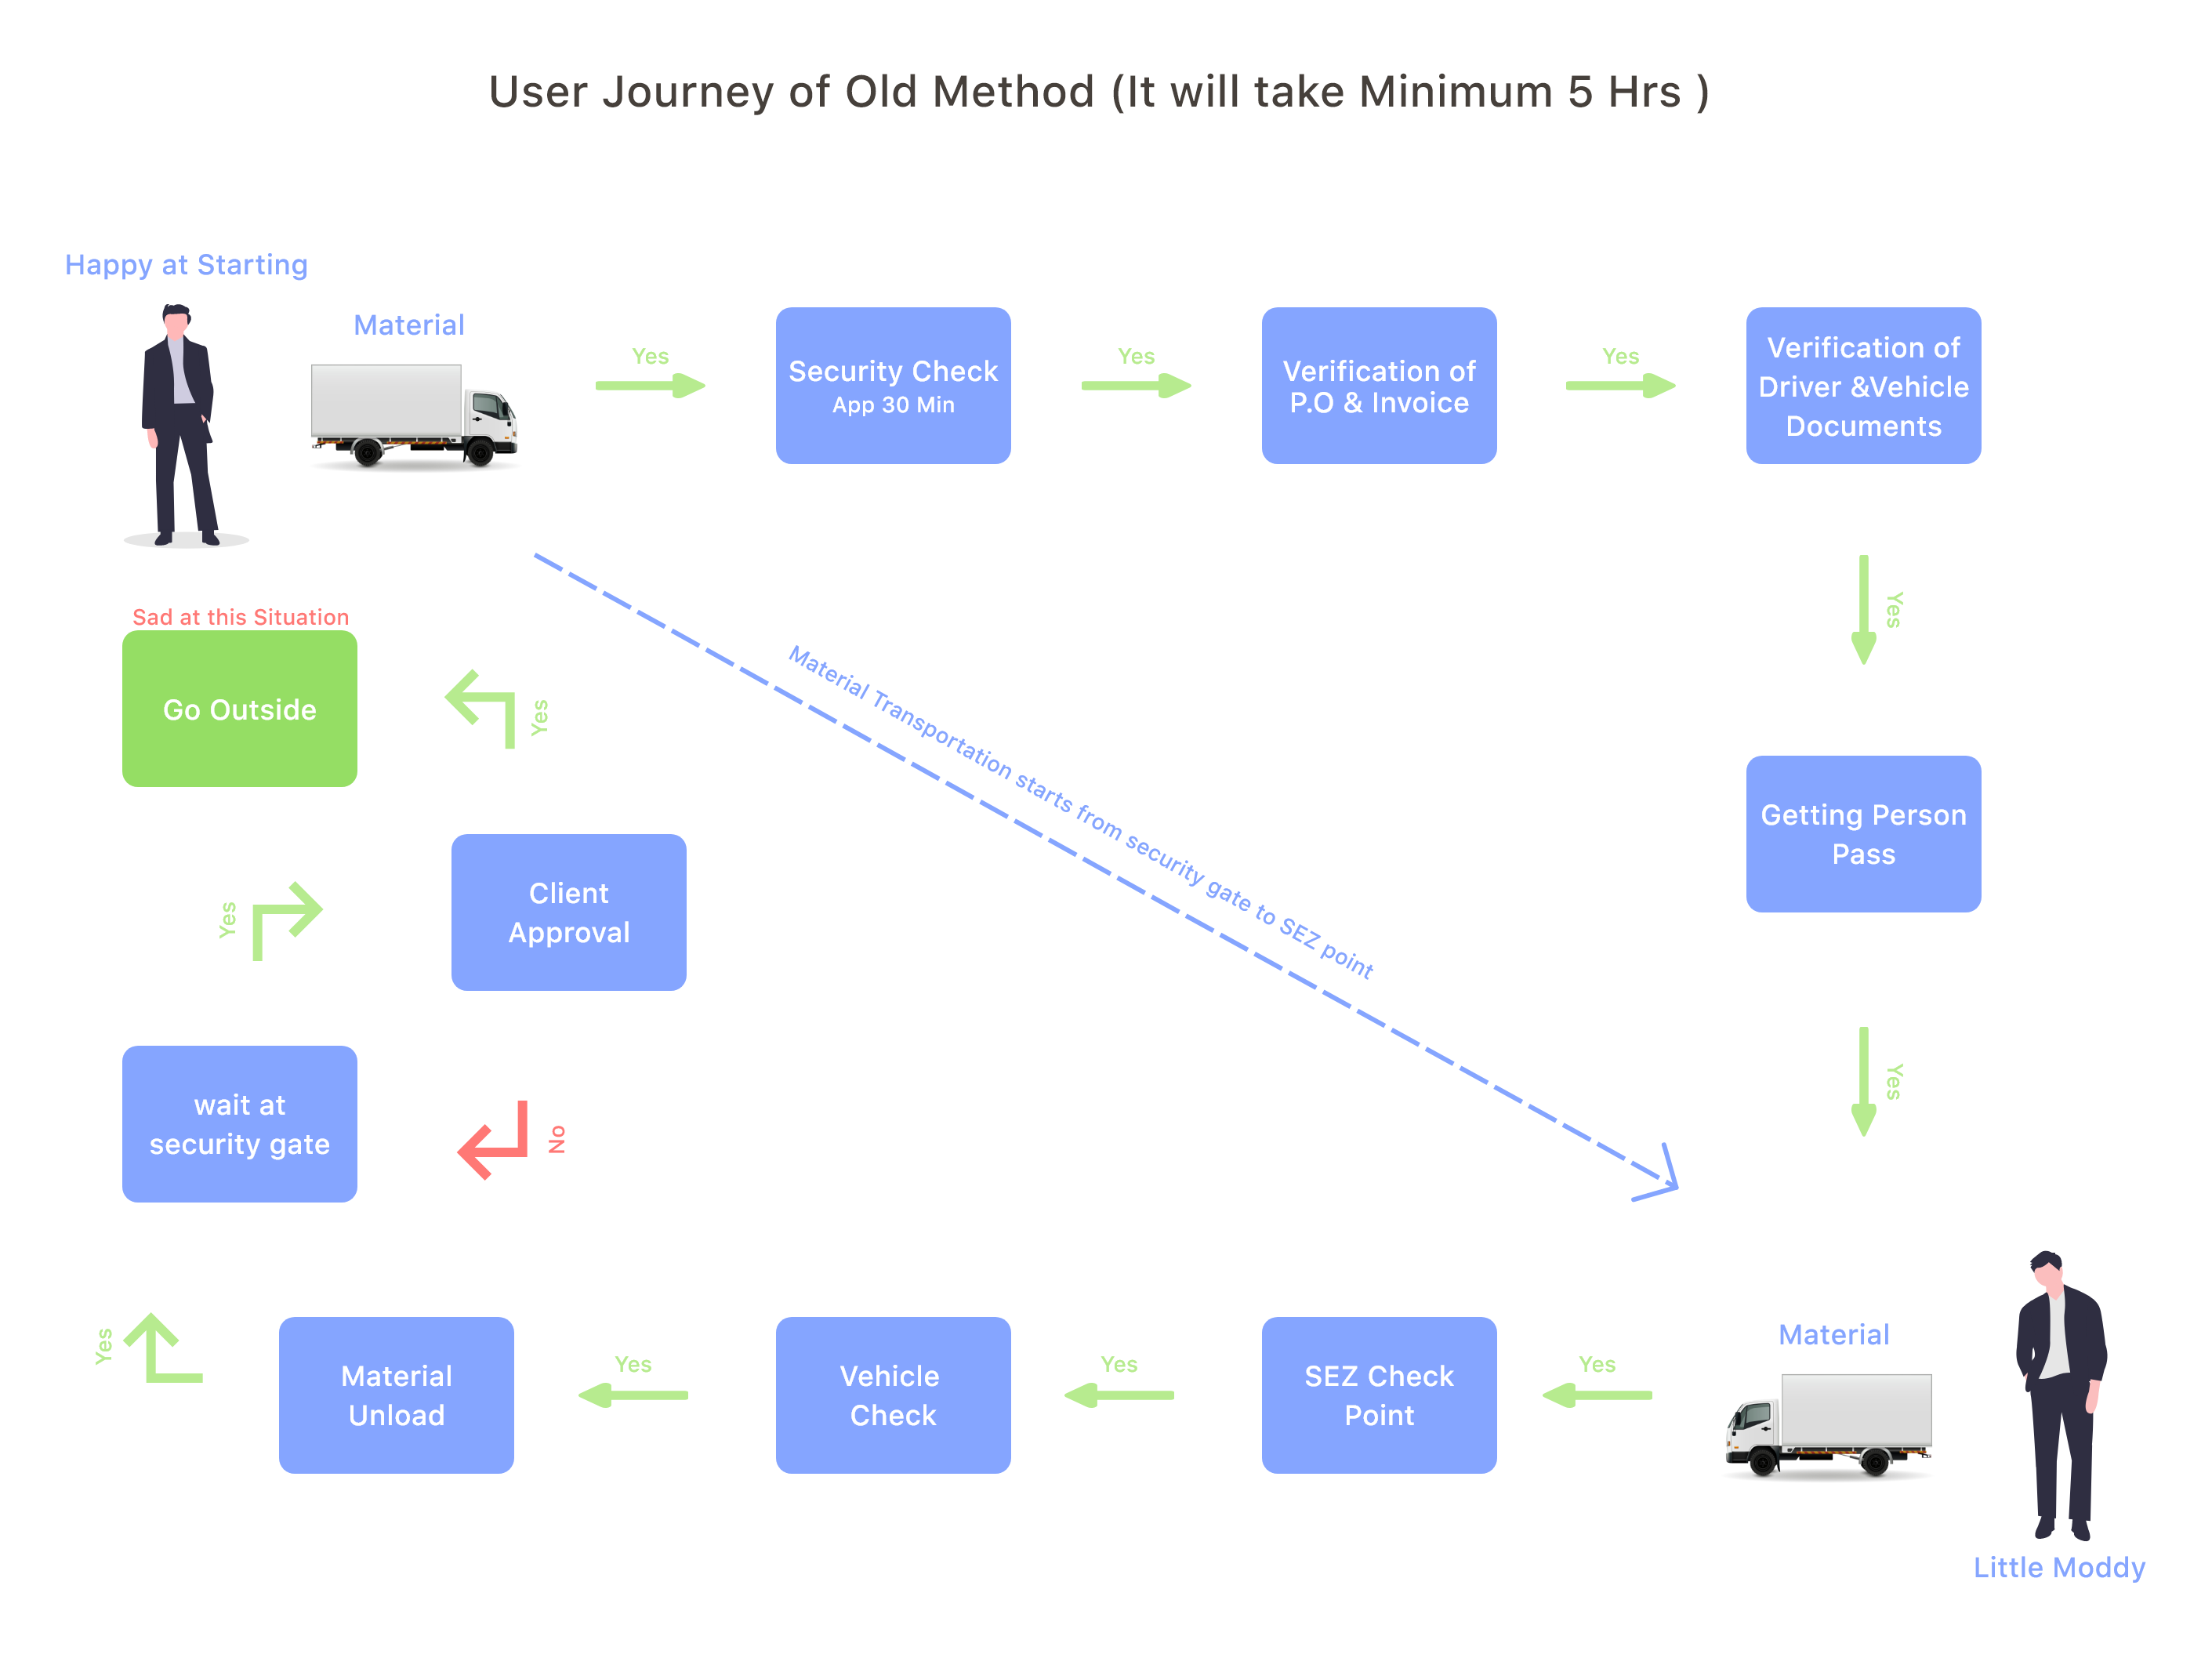 User Journey of Old Method (It will take Minimum 5 Hrs )
Happy at Starting
Material
Yes
Security Check
App 30 Min
Yes
Verification of
P.O & Invoice
Yes
Verification of
Driver &Vehicle
Documents
Yes
Getting Person
Pass
Yes
Material Transportation starts from security gate to SEZ point
Material
Little Moddy
Yes
SEZ Check
Point
Yes
Vehicle
Check
Yes
Material
Unload
Yes
wait at
security gate
No
Yes
Client
Approval
Yes
Sad at this Situation
Go Outside